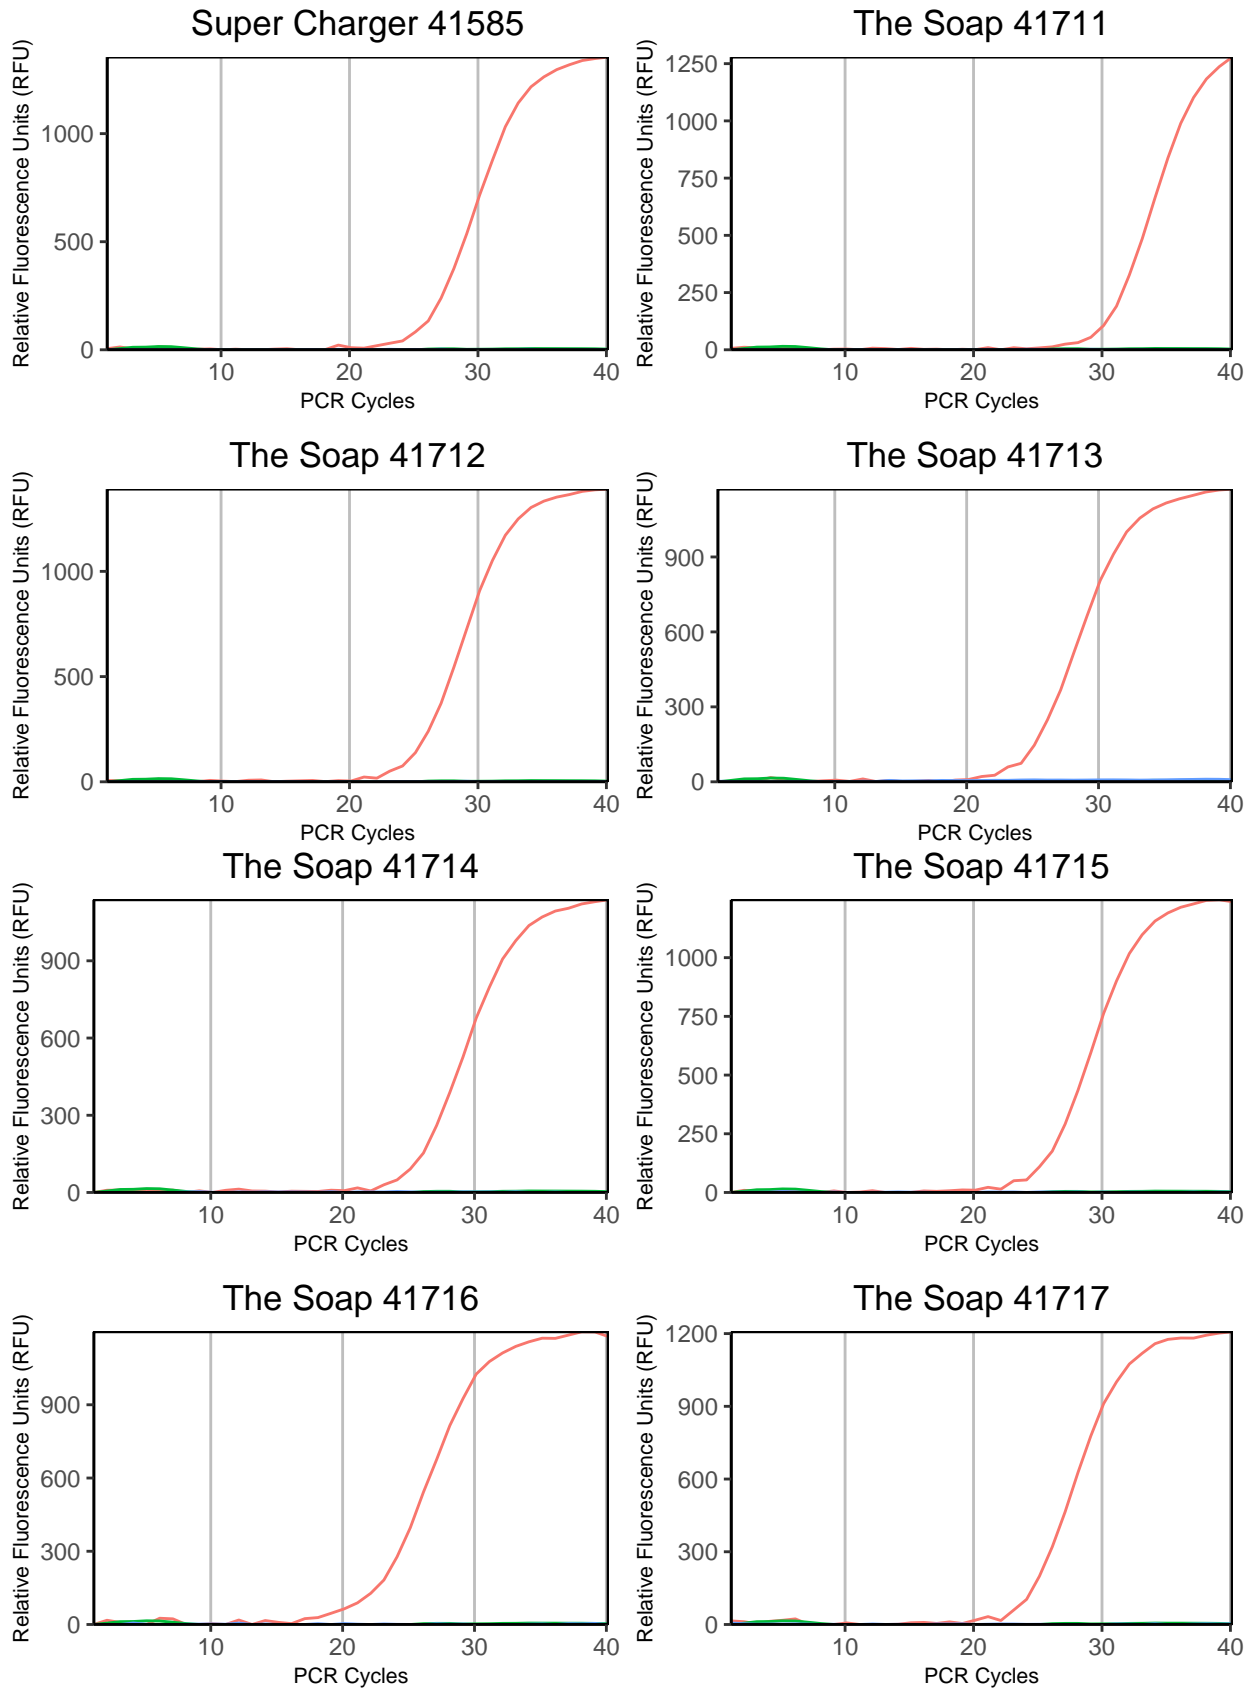 Super Charger 41585
Relative Fluorescence Units (RFU)
1000
500
0
10 20 30 40
PCR Cycles
The Soap 41711
Relative Fluorescence Units (RFU)
1250
1000
750
500
250
0
10 20 30 40
PCR Cycles
The Soap 41712
Relative Fluorescence Units (RFU)
1000
500
0
10 20 30 40
PCR Cycles
The Soap 41713
Relative Fluorescence Units (RFU)
900
600
300
0
10 20 30 40
PCR Cycles
The Soap 41714
Relative Fluorescence Units (RFU)
900
600
300
0
10 20 30 40
PCR Cycles
The Soap 41715
Relative Fluorescence Units (RFU)
1000
750
500
250
0
10 20 30 40
PCR Cycles
The Soap 41716
Relative Fluorescence Units (RFU)
900
600
300
0
10 20 30 40
PCR Cycles
The Soap 41717
Relative Fluorescence Units (RFU)
1200
900
600
300
0
10 20 30 40
PCR Cycles